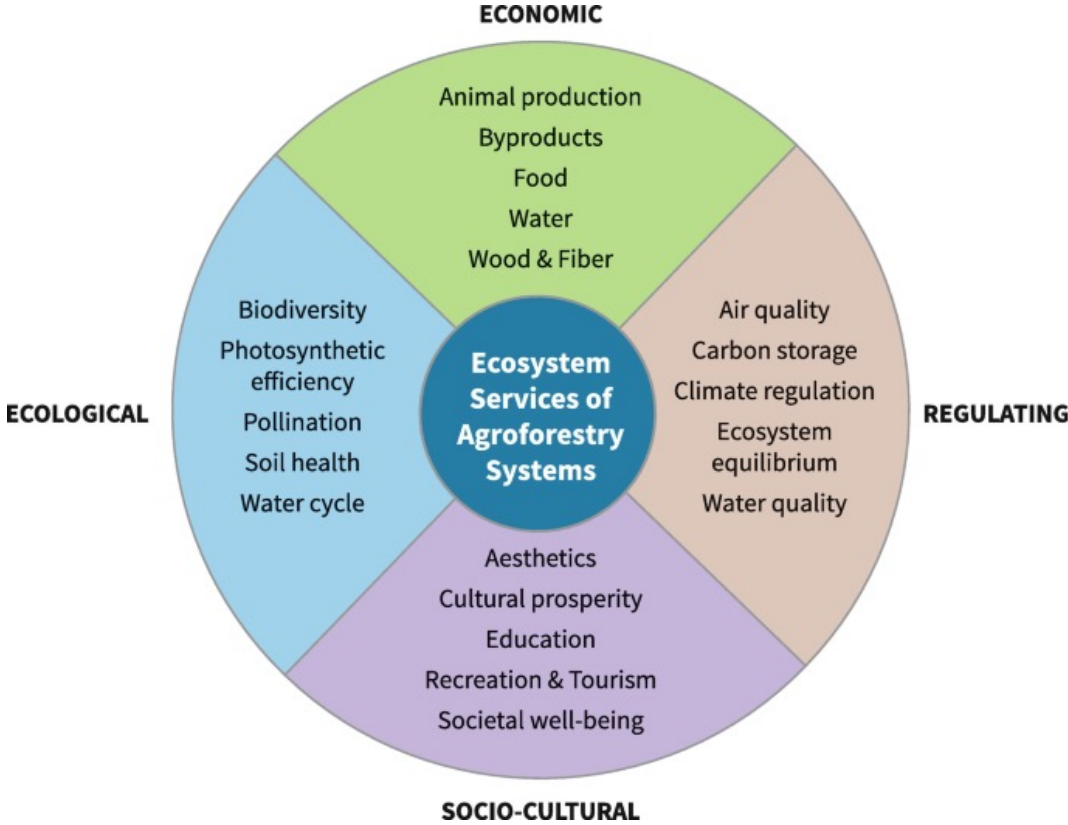 ECONOMIC
Animal production
Byproducts
Food
Water
Wood & Fiber
ECOLOGICAL
Biodiversity
Photosynthetic
efficiency
Pollination
Soil health
Water cycle
Ecosystem
Services of
Agroforestry
Systems
Air quality
Carbon storage
Climate regulation
Ecosystem
equilibrium
Water quality
REGULATING
Aesthetics
Cultural prosperity
Education
Recreation & Tourism
Societal well-being
SOCIO-CULTURAL